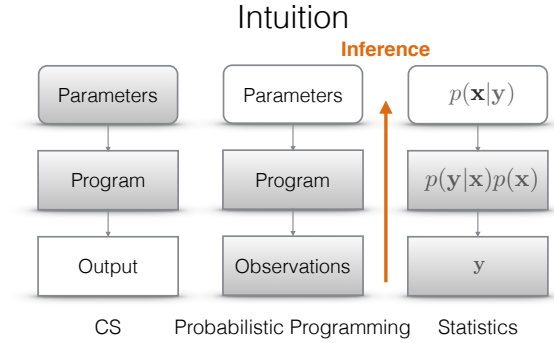 Intuition
Inference
Parameters
Program
Output
CS
Parameters
Program
Observations
Probabilistic Programming
p(x|y)
p(y|x)p(x)
y
Statistics